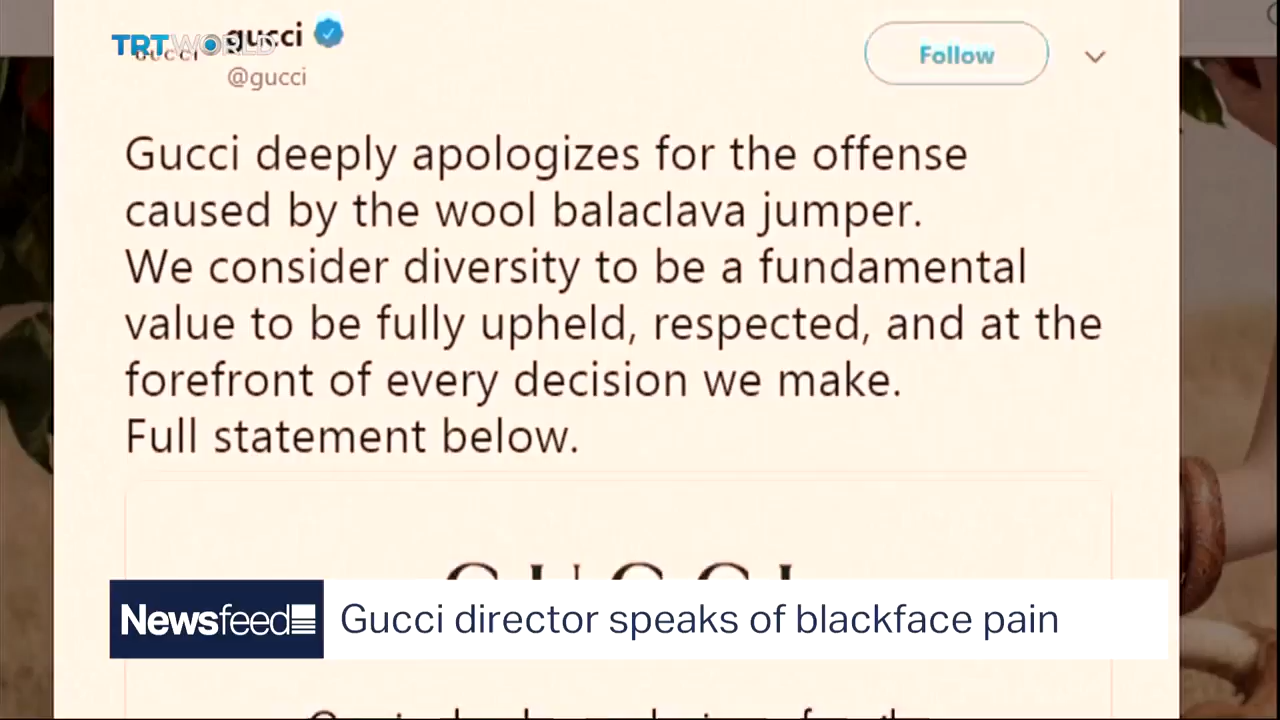 TRT WORLD
gucci
GUCCI
@gucci
Follow
Gucci deeply apologizes for the offense
caused by the wool balaclava jumper.
We consider diversity to be a fundamental
value to be fully upheld, respected, and at the
forefront of every decision we make.
Full statement below.
GUCCI
Newsfeed
Gucci director speaks of blackface pain